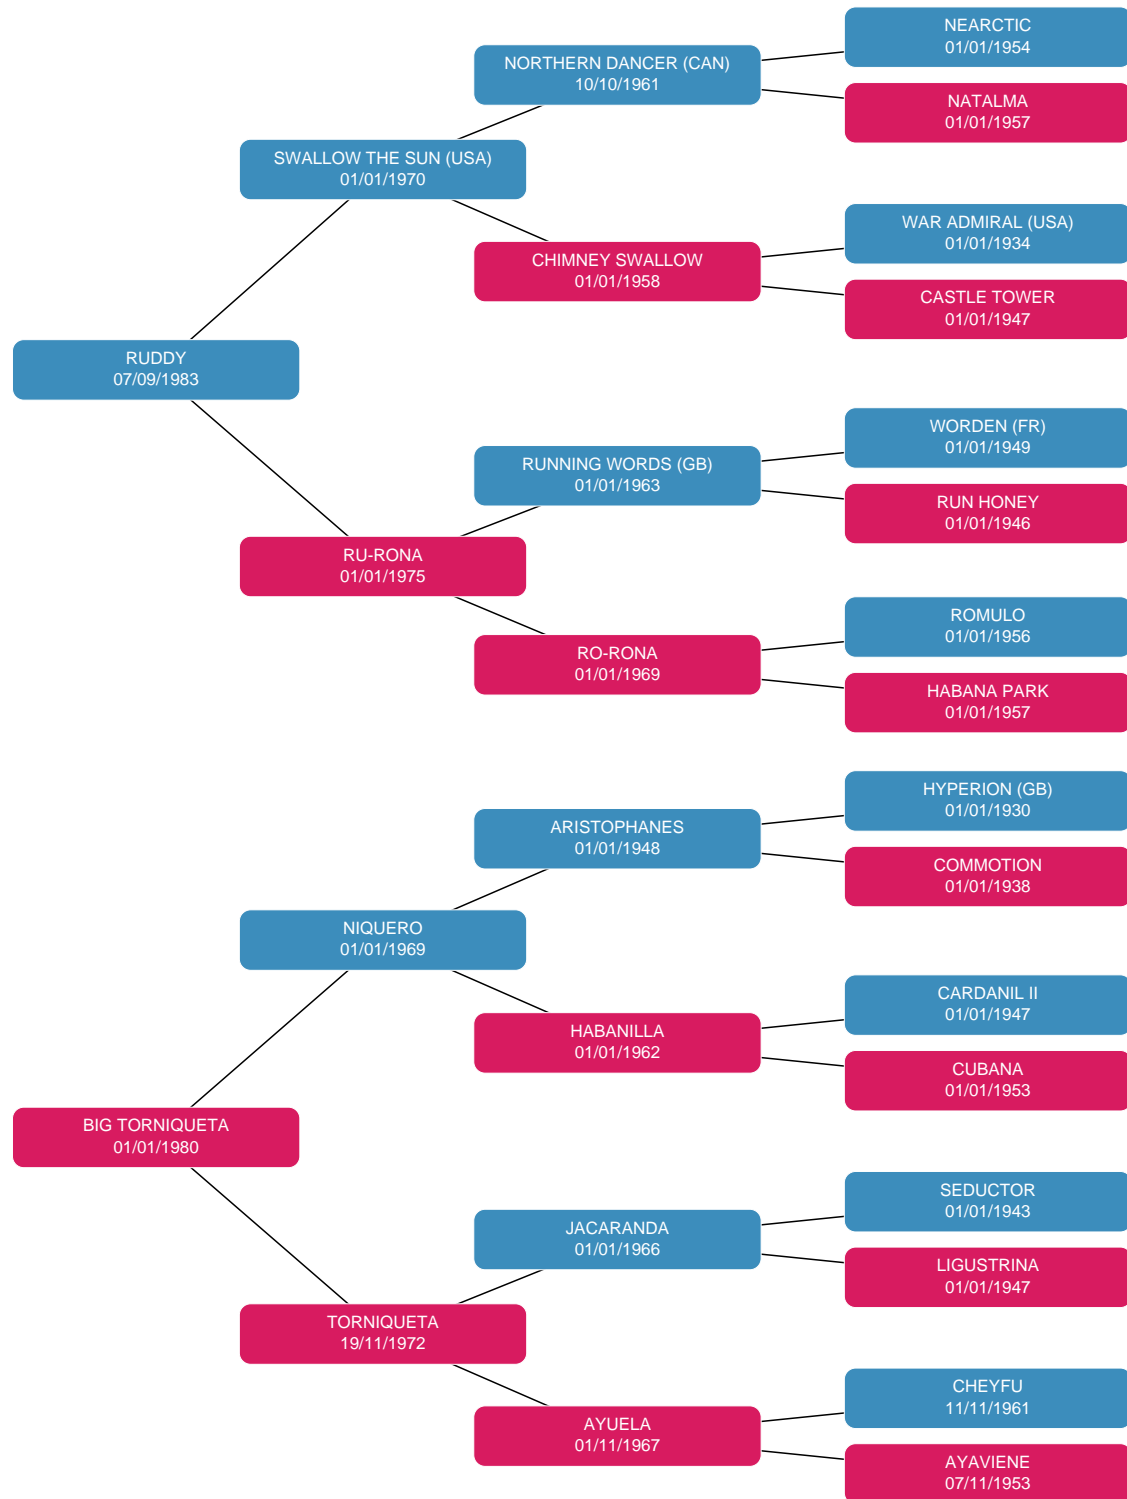 NEARCTIC
01/01/1954
NORTHERN DANCER (CAN)
10/10/1961
NATALMA
01/01/1957
SWALLOW THE SUN (USA)
01/01/1970
WAR ADMIRAL (USA)
01/01/1934
CHIMNEY SWALLOW
01/01/1958
CASTLE TOWER
01/01/1947
RUDDY
07/09/1983
WORDEN (FR)
01/01/1949
RUNNING WORDS (GB)
01/01/1963
RUN HONEY
01/01/1946
RU-RONA
01/01/1975
ROMULO
01/01/1956
RO-RONA
01/01/1969
HABANA PARK
01/01/1957
HYPERION (GB)
01/01/1930
ARISTOPHANES
01/01/1948
COMMOTION
01/01/1938
NIQUERO
01/01/1969
CARDANIL II
01/01/1947
HABANILLA
01/01/1962
CUBANA
01/01/1953
BIG TORNIQUETA
01/01/1980
SEDUCTOR
01/01/1943
JACARANDA
01/01/1966
LIGUSTRINA
01/01/1947
TORNIQUETA
19/11/1972
CHEYFU
11/11/1961
AYUELA
01/11/1967
AYAVIENE
07/11/1953